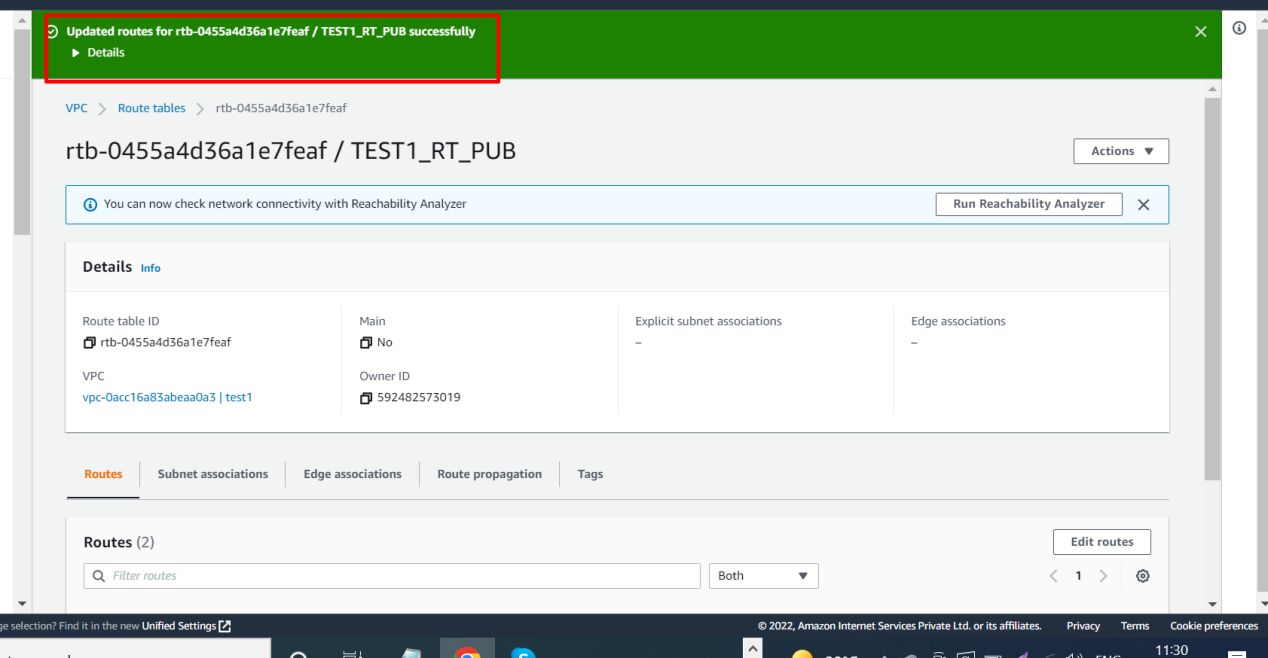 Updated routes for rtb-0455a4d36a1e7feaf / TEST1_RT_PUB successfully
Details
VPC Route tables rtb-0455a4d36a1e7feaf
rtb-0455a4d36a1e7feaf / TEST1_RT_PUB
Actions
You can now check network connectivity with Reachability Analyzer
Run Reachability Analyzer
Details Info
Route table ID
rtb-0455a4d36a1e7feaf
Main
No
Explicit subnet associations
–
Edge associations
–
VPC
vpc-0acc16a83abeaa0a3 | test1
Owner ID
592482573019
Routes Subnet associations Edge associations Route propagation Tags
Routes (2)
Edit routes
Filter routes
Both
1
selection? Find it in the new Unified Settings
© 2022, Amazon Internet Services Private Ltd. or its affiliates. Privacy Terms Cookie preferences
11:30